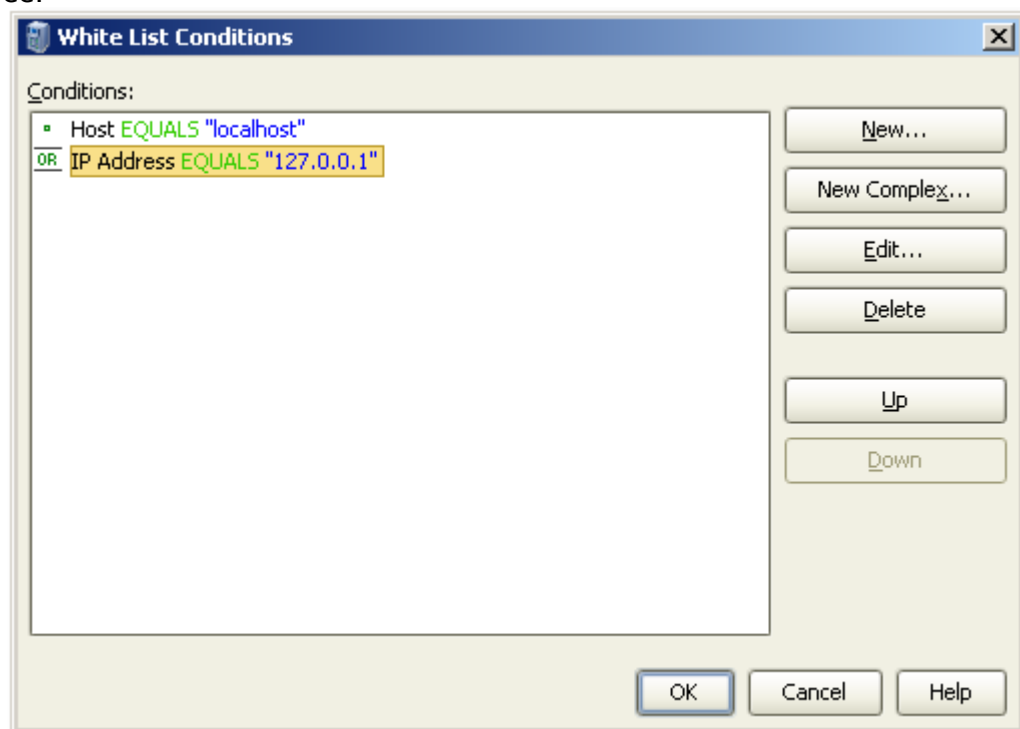 White List Conditions
Conditions:
Host EQUALS "localhost"
OR IP Address EQUALS "127.0.0.1"
New...
New Complex...
Edit...
Delete
Up
Down
OK Cancel Help